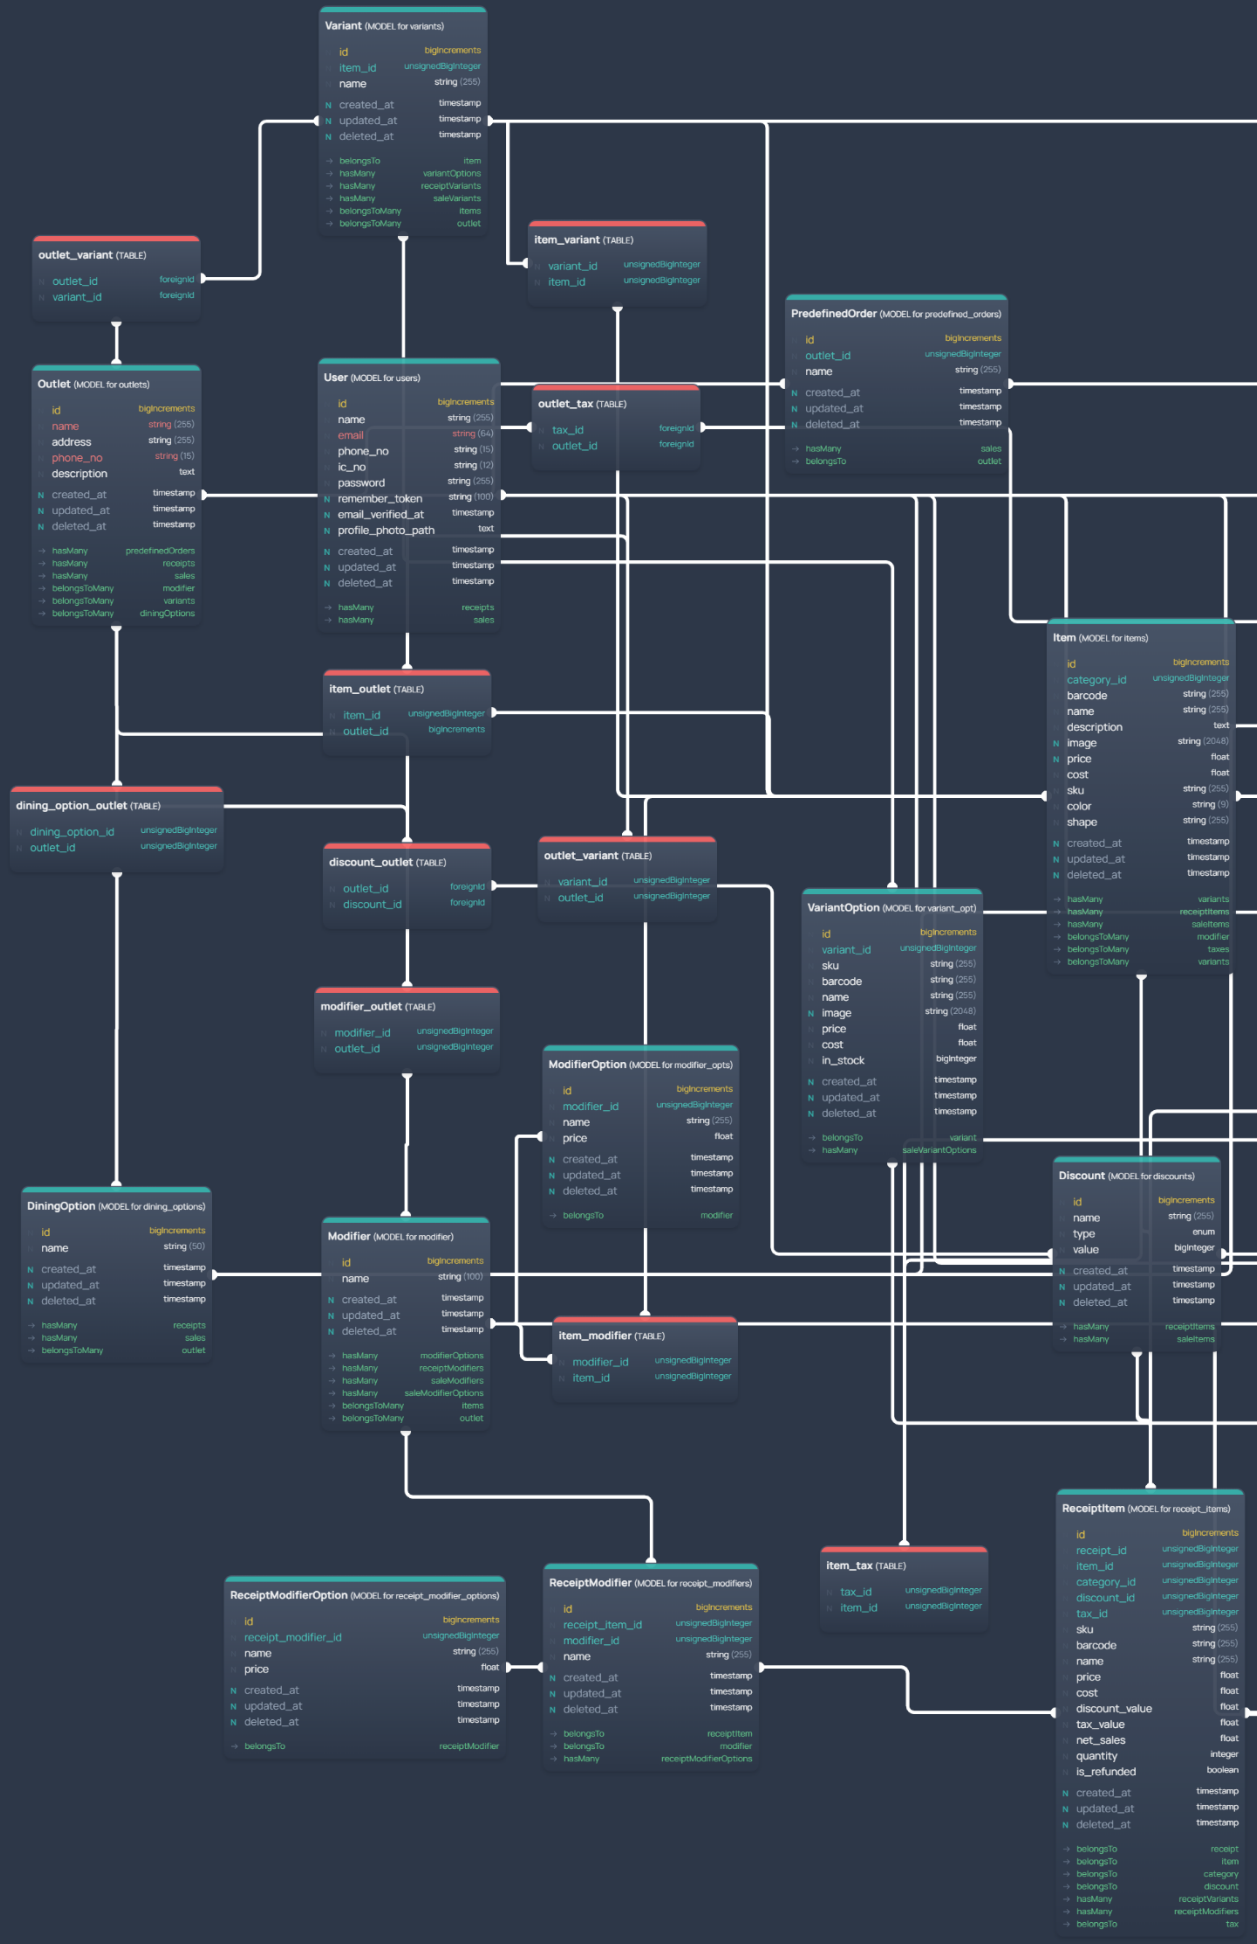 Variant (MODEL for variants)
id bigIncrements
item_id unsignedBigInteger
name string (255)
N created_at timestamp
N updated_at timestamp
N deleted_at timestamp
→ belongsTo item
→ hasMany variantOptions
→ hasMany receiptVariants
→ hasMany saleVariants
→ belongsToMany items
→ belongsToMany outlet
outlet_variant (TABLE)
N outlet_id foreignId
N variant_id foreignId
item_variant (TABLE)
N variant_id unsignedBigInteger
N item_id unsignedBigInteger
PredefinedOrder (MODEL for predefined_orders)
id bigIncrements
outlet_id unsignedBigInteger
name string (255)
N created_at timestamp
N updated_at timestamp
N deleted_at timestamp
→ hasMany sales
→ belongsTo outlet
Outlet (MODEL for outlets)
id bigIncrements
name string (255)
address string (255)
phone_no string (15)
description text
N created_at timestamp
N updated_at timestamp
N deleted_at timestamp
→ hasMany predefinedOrders
→ hasMany receipts
→ hasMany sales
→ belongsToMany modifier
→ belongsToMany variants
→ belongsToMany diningOptions
User (MODEL for users)
id bigIncrements
name string (255)
email string (64)
phone_no string (15)
ic_no string (12)
password string (255)
N remember_token string (100)
N email_verified_at timestamp
N profile_photo_path text
N created_at timestamp
N updated_at timestamp
N deleted_at timestamp
→ hasMany receipts
→ hasMany sales
outlet_tax (TABLE)
N tax_id foreignId
N outlet_id foreignId
Item (MODEL for items)
id bigIncrements
category_id unsignedBigInteger
barcode string (255)
name string (255)
description text
N image string (2048)
N price float
cost float
sku string (255)
color string (9)
shape string (255)
N created_at timestamp
N updated_at timestamp
N deleted_at timestamp
→ hasMany variants
→ hasMany receiptItems
→ hasMany saleItems
→ belongsToMany modifier
→ belongsToMany taxes
→ belongsToMany variants
item_outlet (TABLE)
N item_id unsignedBigInteger
N outlet_id bigIncrements
dining_option_outlet (TABLE)
N dining_option_id unsignedBigInteger
N outlet_id unsignedBigInteger
discount_outlet (TABLE)
N outlet_id foreignId
N discount_id foreignId
outlet_variant (TABLE)
N variant_id unsignedBigInteger
N outlet_id unsignedBigInteger
VariantOption (MODEL for variant_opt)
id bigIncrements
variant_id unsignedBigInteger
sku string (255)
barcode string (255)
name string (255)
N image string (2048)
price float
cost float
in_stock bigInteger
N created_at timestamp
N updated_at timestamp
N deleted_at timestamp
→ belongsTo variant
→ hasMany saleVariantOptions
modifier_outlet (TABLE)
N modifier_id unsignedBigInteger
N outlet_id unsignedBigInteger
ModifierOption (MODEL for modifier_opts)
id bigIncrements
modifier_id unsignedBigInteger
name string (255)
price float
N created_at timestamp
N updated_at timestamp
N deleted_at timestamp
→ belongsTo modifier
Discount (MODEL for discounts)
id bigIncrements
name string (255)
type enum
value bigInteger
N created_at timestamp
N updated_at timestamp
N deleted_at timestamp
→ hasMany receiptItems
→ hasMany saleItems
DiningOption (MODEL for dining_options)
id bigIncrements
name string (50)
N created_at timestamp
N updated_at timestamp
N deleted_at timestamp
→ hasMany receipts
→ hasMany sales
→ belongsToMany outlet
Modifier (MODEL for modifier)
id bigIncrements
name string (100)
N created_at timestamp
N updated_at timestamp
N deleted_at timestamp
→ hasMany modifierOptions
→ hasMany receiptModifiers
→ hasMany saleModifiers
→ hasMany saleModifierOptions
→ belongsToMany items
→ belongsToMany outlet
item_modifier (TABLE)
N modifier_id unsignedBigInteger
N item_id unsignedBigInteger
ReceiptItem (MODEL for receipt_items)
id bigIncrements
receipt_id unsignedBigInteger
item_id unsignedBigInteger
category_id unsignedBigInteger
discount_id unsignedBigInteger
tax_id unsignedBigInteger
sku string (255)
barcode string (255)
name string (255)
price float
cost float
discount_value float
tax_value float
net_sales float
quantity integer
is_refunded boolean
N created_at timestamp
N updated_at timestamp
N deleted_at timestamp
→ belongsTo receipt
→ belongsTo item
→ belongsTo category
→ belongsTo discount
→ hasMany receiptVariants
→ hasMany receiptModifiers
→ belongsTo tax
item_tax (TABLE)
N tax_id unsignedBigInteger
N item_id unsignedBigInteger
ReceiptModifierOption (MODEL for receipt_modifier_options)
id bigIncrements
receipt_modifier_id unsignedBigInteger
name string (255)
price float
N created_at timestamp
N updated_at timestamp
N deleted_at timestamp
→ belongsTo receiptModifier
ReceiptModifier (MODEL for receipt_modifiers)
id bigIncrements
receipt_item_id unsignedBigInteger
modifier_id unsignedBigInteger
name string (255)
N created_at timestamp
N updated_at timestamp
N deleted_at timestamp
→ belongsTo receiptItem
→ belongsTo modifier
→ hasMany receiptModifierOptions